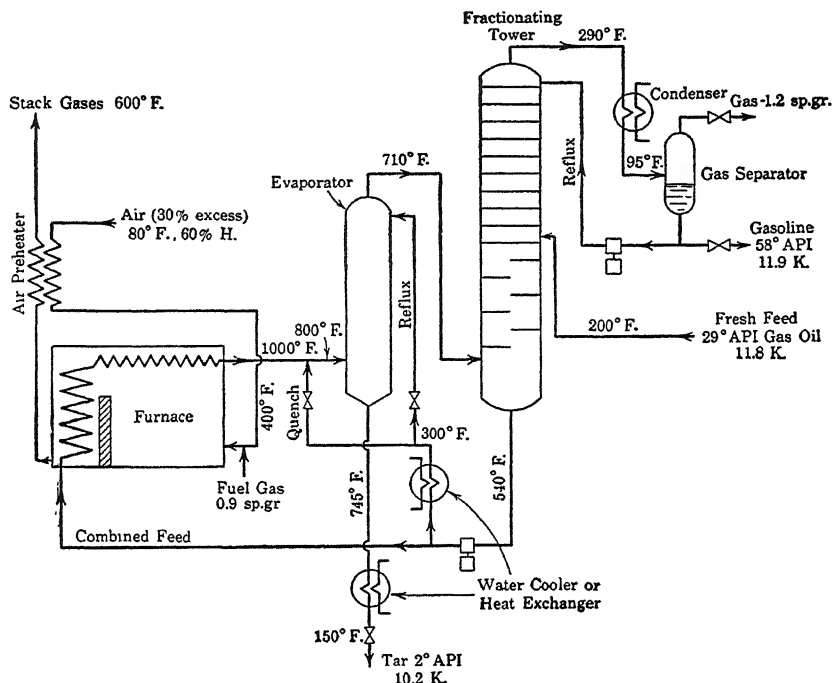 Fractionating
Tower
290° F.
Stack Gases 600° F.
Condenser
Gas-1.2 sp.gr.
710° F.
95° F.
Evaporator
Reflux
Gas Separator
Air (30% excess)
80° F., 60% H.
Air Preheater
Gasoline
58° API
11.9 K.
Reflux
800° F.
1000° F.
200° F.
Fresh Feed
29° API Gas Oil
11.8 K.
Furnace
400° F.
Quench
300° F.
540° F.
Fuel Gas
0.9 sp.gr
745° F.
Combined Feed
Water Cooler or
Heat Exchanger
150° F.
Tar 2° API
10.2 K.